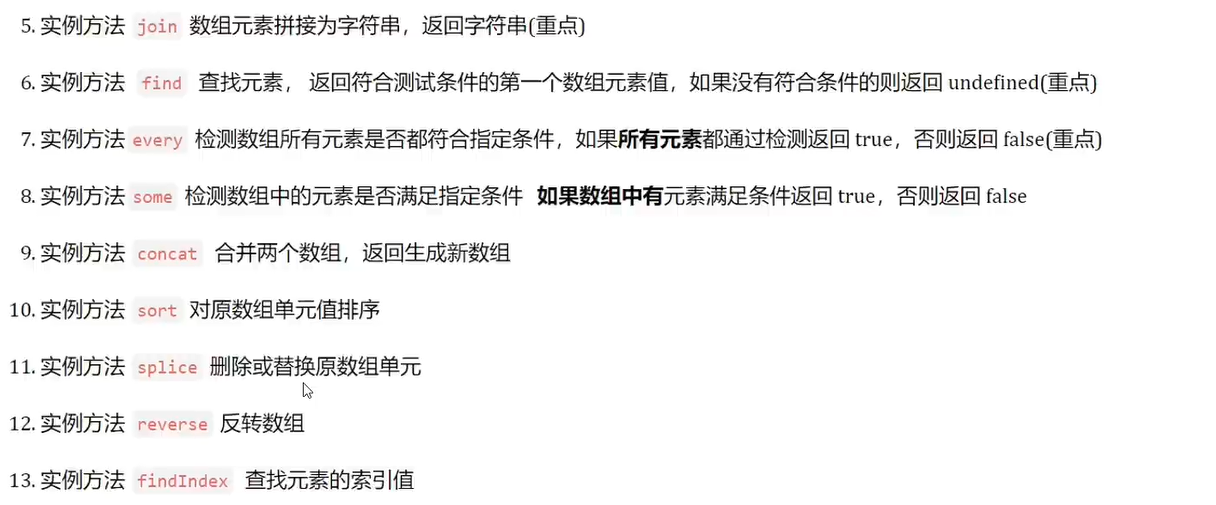 5. 实例方法 join 数组元素拼接为字符串，返回字符串(重点)
6. 实例方法 find 查找元素， 返回符合测试条件的第一个数组元素值，如果没有符合条件的则返回 undefined(重点)
7. 实例方法 every 检测数组所有元素是否都符合指定条件，如果所有元素都通过检测返回 true，否则返回 false(重点)
8. 实例方法 some 检测数组中的元素是否满足指定条件 如果数组中有元素满足条件返回 true，否则返回 false
9. 实例方法 concat 合并两个数组，返回生成新数组
10. 实例方法 sort 对原数组单元值排序
11. 实例方法 splice 删除或替换原数组单元
12. 实例方法 reverse 反转数组
13. 实例方法 findIndex 查找元素的索引值